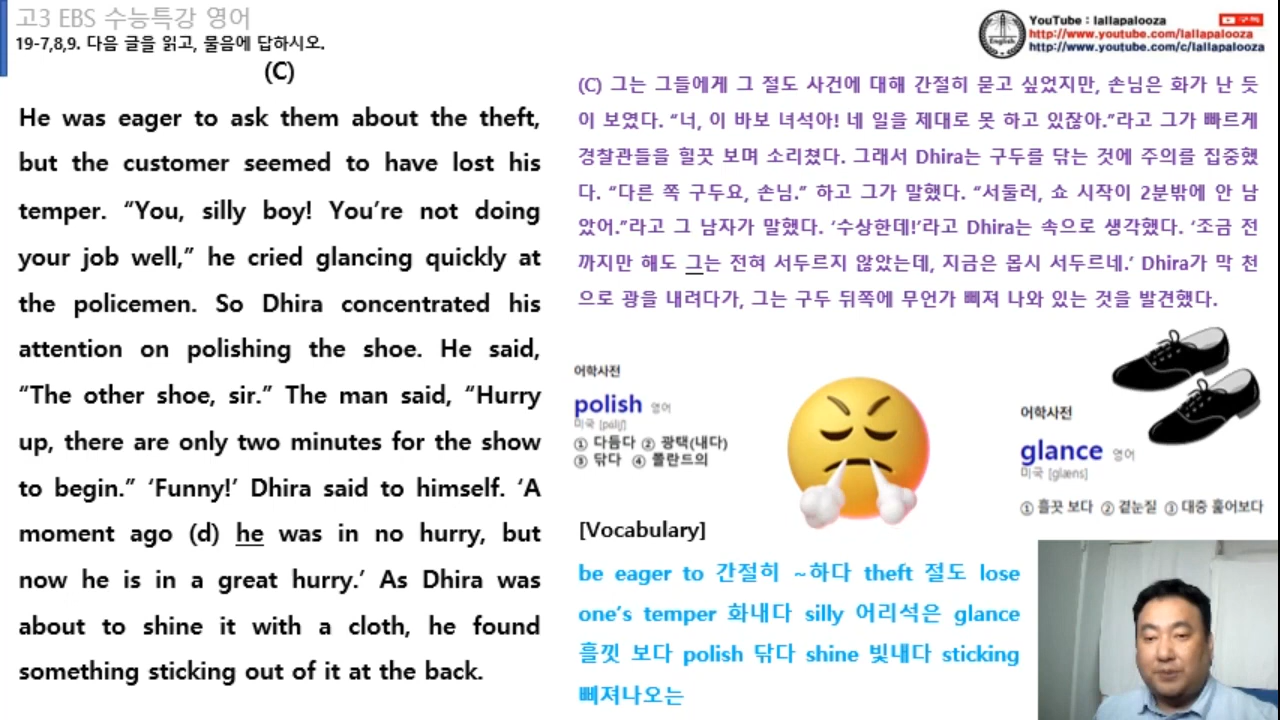 고3 EBS 수능특강 영어
19-7,8,9. 다음 글을 읽고, 물음에 답하시오.
(C)
He was eager to ask them about the theft,
but the customer seemed to have lost his
temper. “You, silly boy! You’re not doing
your job well,” he cried glancing quickly at
the policemen. So Dhira concentrated his
attention on polishing the shoe. He said,
“The other shoe, sir.” The man said, “Hurry
up, there are only two minutes for the show
to begin.” ‘Funny!’ Dhira said to himself. ‘A
moment ago (d) he was in no hurry, but
now he is in a great hurry.’ As Dhira was
about to shine it with a cloth, he found
something sticking out of it at the back.
English
YouTube : lallapalooza
구독
http://www.youtube.com/lallapalooza
http://www.youtube.com/c/lallapalooza
(C) 그는 그들에게 그 절도 사건에 대해 간절히 묻고 싶었지만, 손님은 화가 난 듯
이 보였다. “너, 이 바보 녀석아! 네 일을 제대로 못 하고 있잖아.”라고 그가 빠르게
경찰관들을 힐끗 보며 소리쳤다. 그래서 Dhira는 구두를 닦는 것에 주의를 집중했
다. “다른 쪽 구두요, 손님.” 하고 그가 말했다. “서둘러, 쇼 시작이 2분밖에 안 남
았어.”라고 그 남자가 말했다. ‘수상한데!’라고 Dhira는 속으로 생각했다. ‘조금 전
까지만 해도 그는 전혀 서두르지 않았는데, 지금은 몹시 서두르네.’ Dhira가 막 천
으로 광을 내려다가, 그는 구두 뒤쪽에 무언가 삐져 나와 있는 것을 발견했다.
어학사전
polish 영어
미국 [pɑ́liʃ]
① 다듬다 ② 광택(내다)
③ 닦다 ④ 폴란드의
어학사전
glance 영어
미국 [glæns]
① 흘끗 보다 ② 곁눈질 ③ 대충 훑어보다
[Vocabulary]
be eager to 간절히 ~하다 theft 절도 lose
one’s temper 화내다 silly 어리석은 glance
흘낏 보다 polish 닦다 shine 빛내다 sticking
삐져나오는